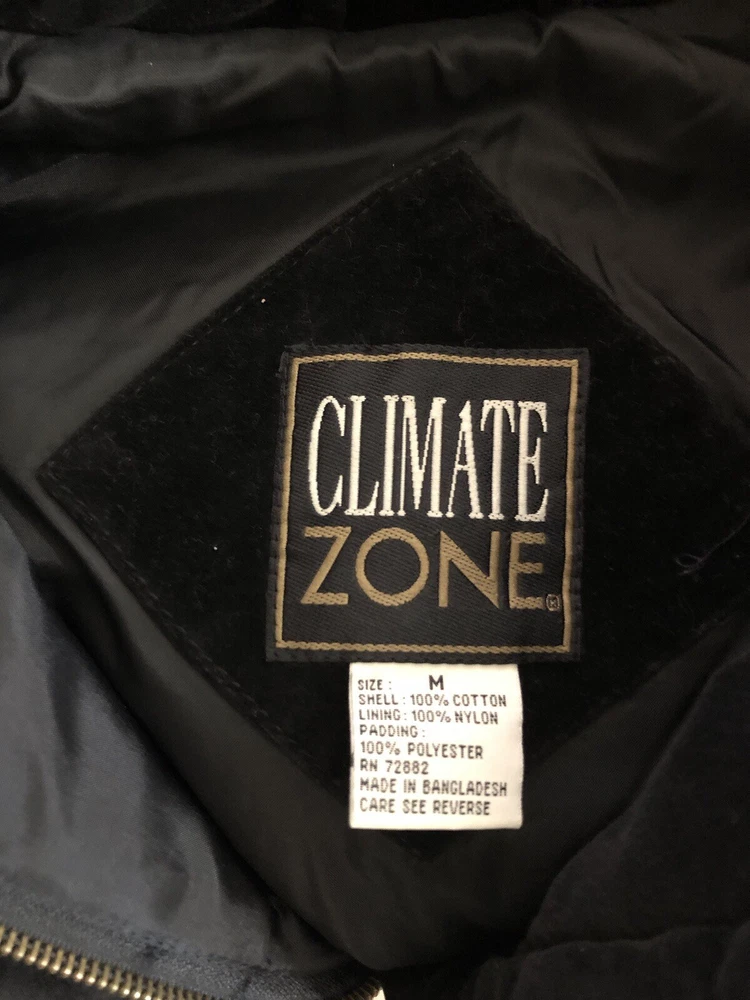 CLIMATE
ZONE®
SIZE: M
SHELL: 100% COTTON
LINING: 100% NYLON
PADDING:
100% POLYESTER
RN 72882
MADE IN BANGLADESH
CARE SEE REVERSE